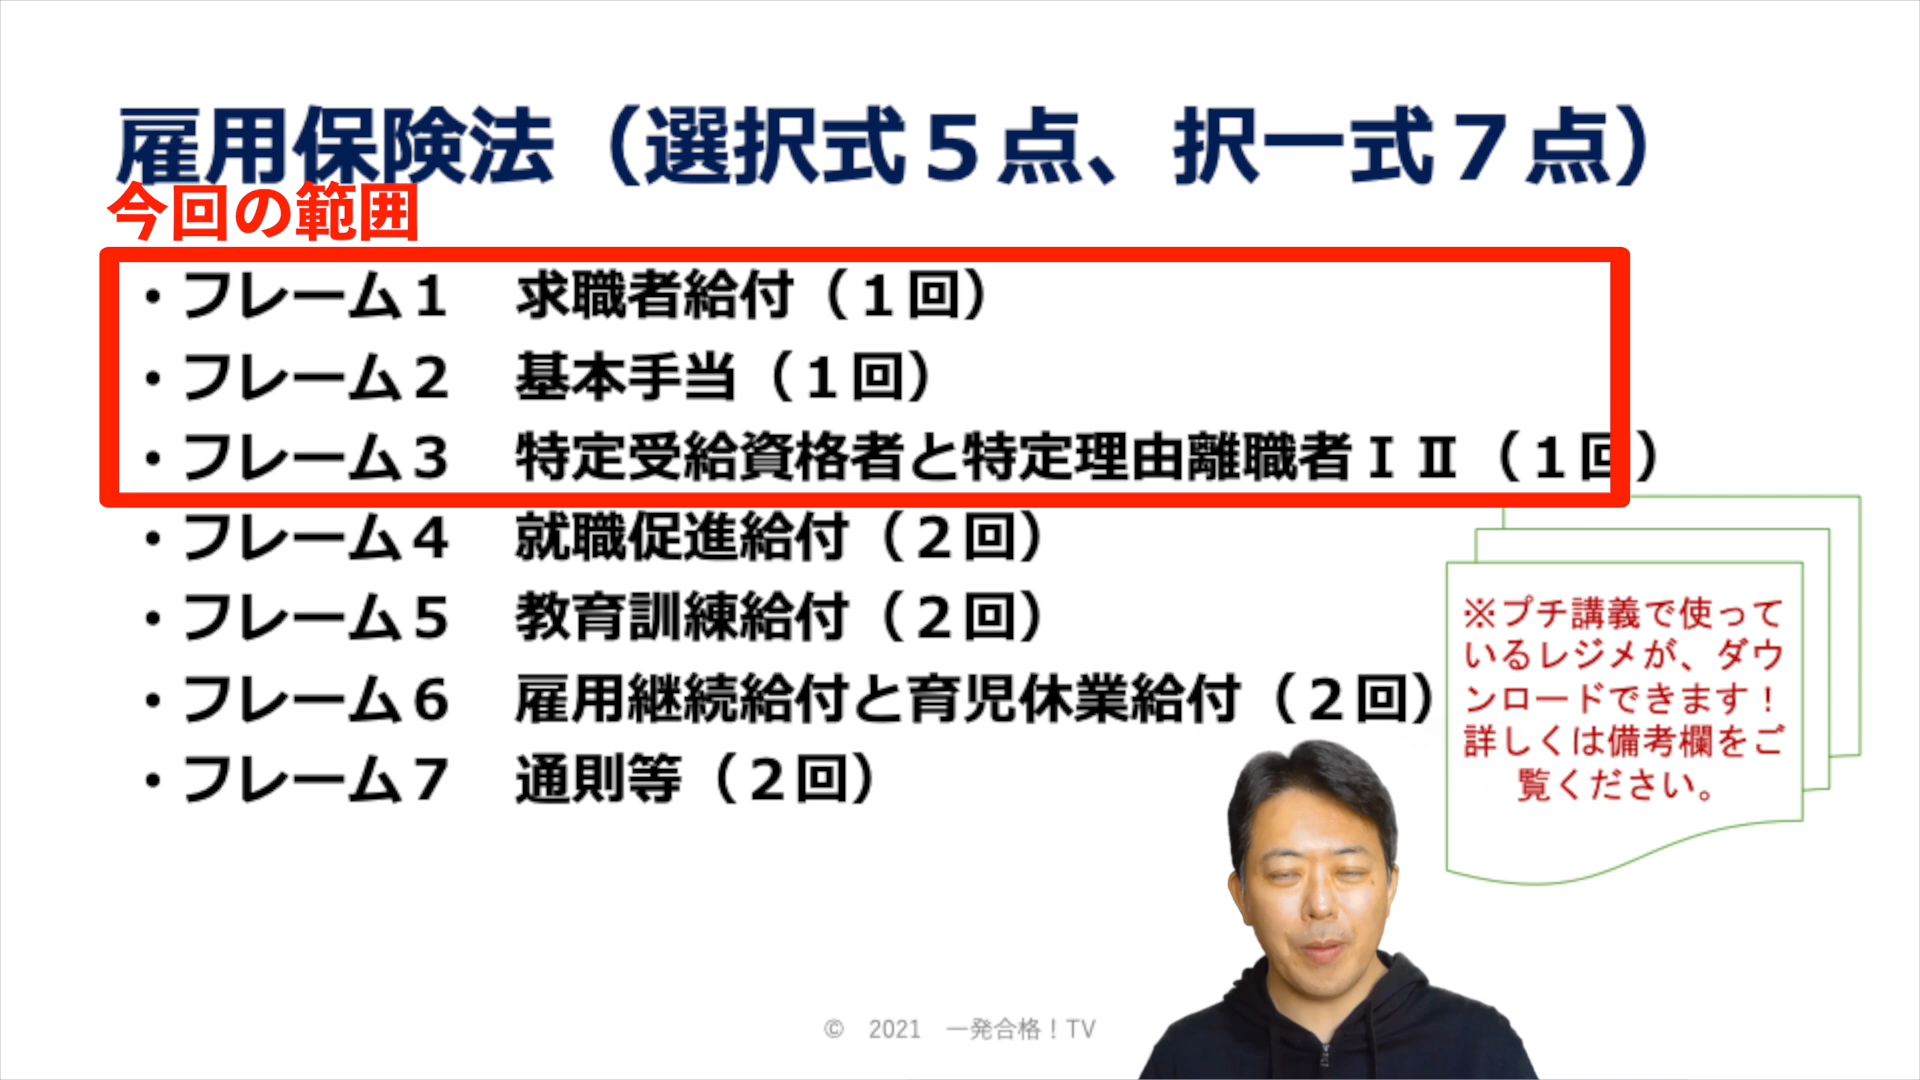 雇用保険法（選択式５点、択一式７点）
今回の範囲
・フレーム１　求職者給付（１回）
・フレーム２　基本手当（１回）
・フレーム３　特定受給資格者と特定理由離職者ⅠⅡ（１回）
・フレーム４　就職促進給付（２回）
・フレーム５　教育訓練給付（２回）
・フレーム６　雇用継続給付と育児休業給付（２回）
・フレーム７　通則等（２回）
※プチ講義で使って
いるレジメが、ダウ
ンロードできます！
詳しくは備考欄をご
覧ください。
©　2021　一発合格！TV